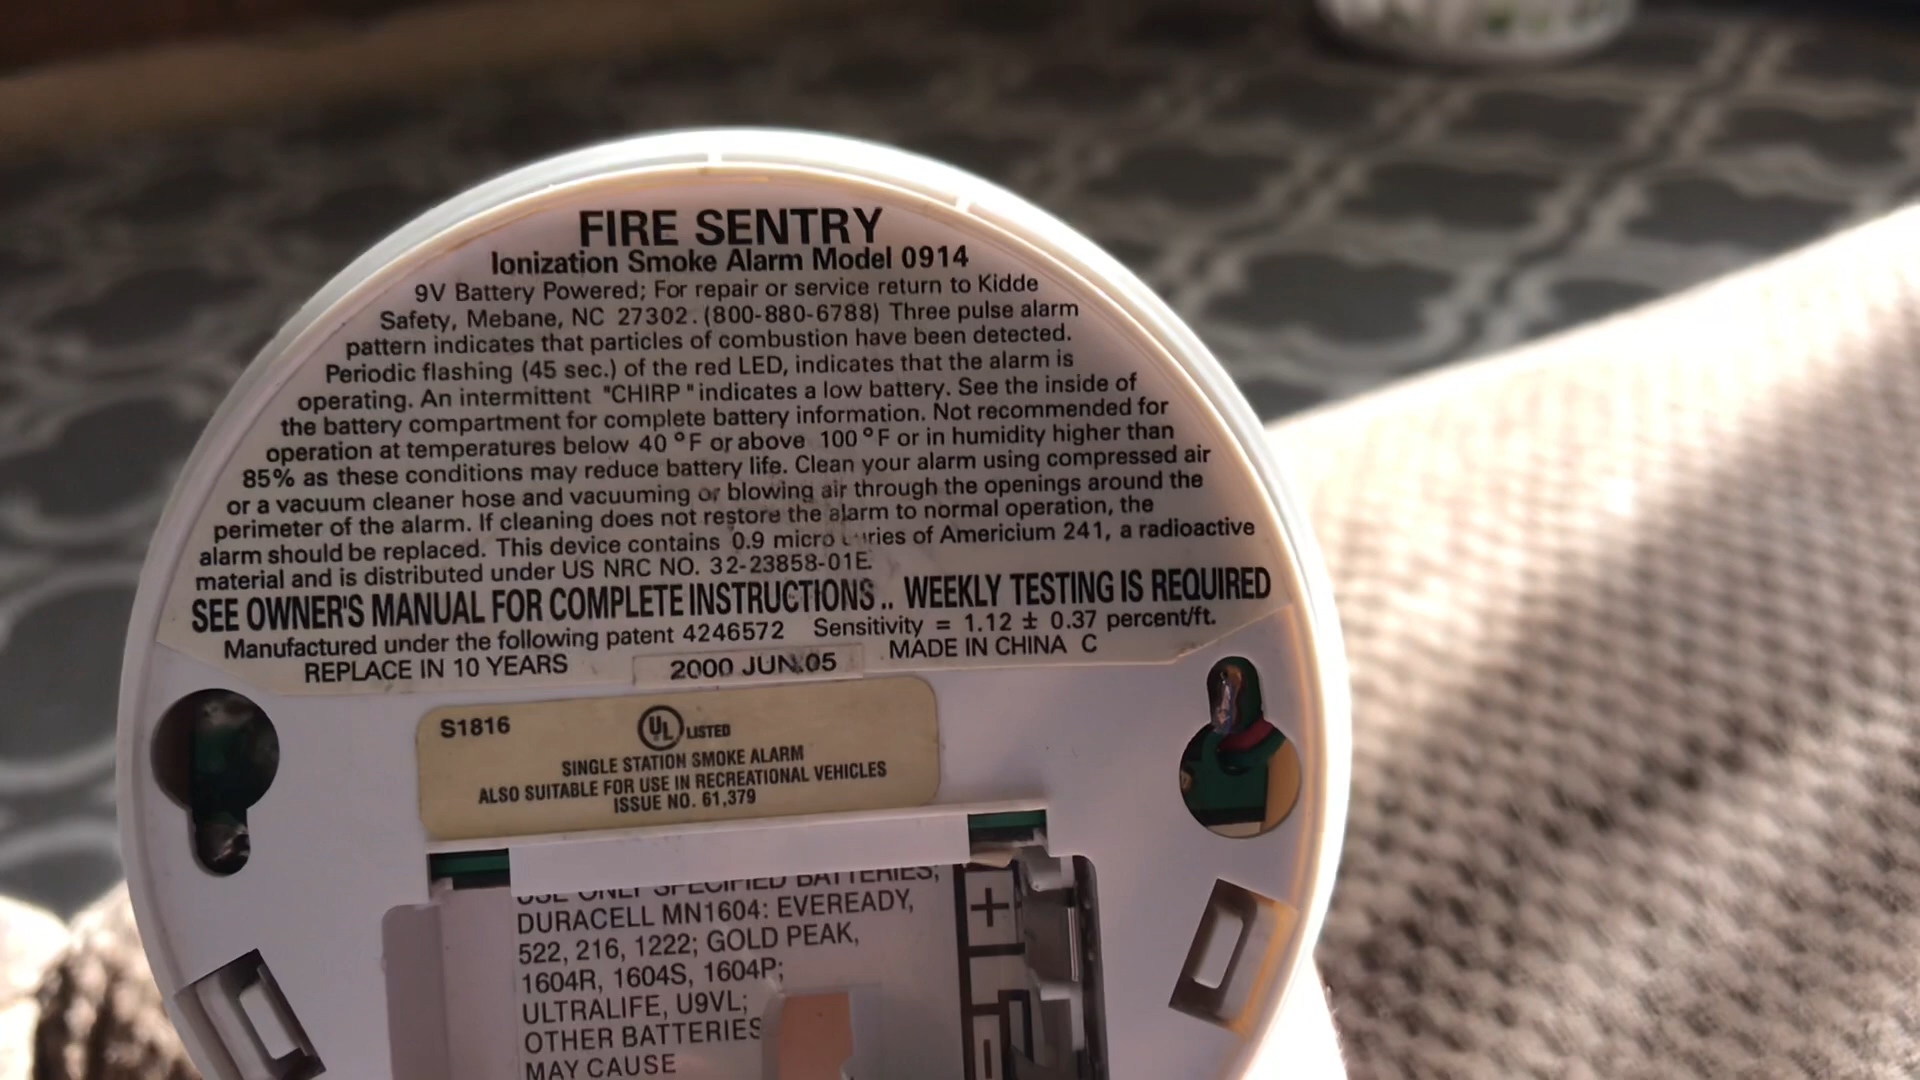 FIRE SENTRY
Ionization Smoke Alarm Model 0914
9V Battery Powered; For repair or service return to Kidde
Safety, Mebane, NC 27302. (800-880-6788) Three pulse alarm
pattern indicates that particles of combustion have been detected.
Periodic flashing (45 sec.) of the red LED, indicates that the alarm is
operating. An intermittent "CHIRP " indicates a low battery. See the inside of
the battery compartment for complete battery information. Not recommended for
operation at temperatures below 40 °F or above 100 °F or in humidity higher than
85% as these conditions may reduce battery life. Clean your alarm using compressed air
or a vacuum cleaner hose and vacuuming or blowing air through the openings around the
perimeter of the alarm. If cleaning does not restore the alarm to normal operation, the
alarm should be replaced. This device contains 0.9 micro curies of Americium 241, a radioactive
material and is distributed under US NRC NO. 32-23858-01E.
SEE OWNER'S MANUAL FOR COMPLETE INSTRUCTIONS .. WEEKLY TESTING IS REQUIRED
Manufactured under the following patent 4246572 Sensitivity = 1.12 ± 0.37 percent/ft.
REPLACE IN 10 YEARS 2000 JUN.05 MADE IN CHINA C
S1816 UL LISTED
SINGLE STATION SMOKE ALARM
ALSO SUITABLE FOR USE IN RECREATIONAL VEHICLES
ISSUE NO. 61,379
USE ONLY SPECIFIED BATTERIES;
DURACELL MN1604: EVEREADY,
522, 216, 1222; GOLD PEAK,
1604R, 1604S, 1604P;
ULTRALIFE, U9VL;
OTHER BATTERIES
MAY CAUSE